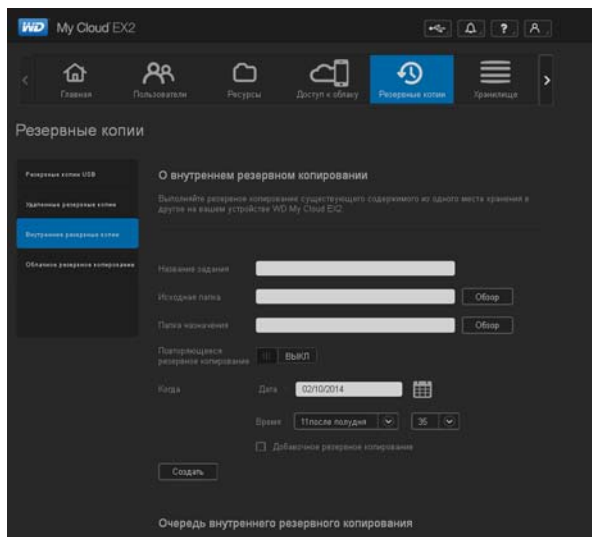 WD My Cloud EX2
?
Главная
Пользователи
Ресурсы
Доступ к облаку
Резервные копии
Хранилище
Резервные копии
Резервные копии USB
Удаленные резервные копии
Внутренние резервные копии
Облачное резервное копирование
О внутреннем резервном копировании
Выполняйте резервное копирование существующего содержимого из одного места хранения в
другое на вашем устройстве WD My Cloud EX2.
Название задания
Исходная папка
Обзор
Папка назначения
Обзор
Повторяющееся
резервное копирование
ВЫКЛ
Когда
Дата
02/10/2014
Время
11после полудня
35
Добавочное резервное копирование
Создать
Очередь внутреннего резервного копирования